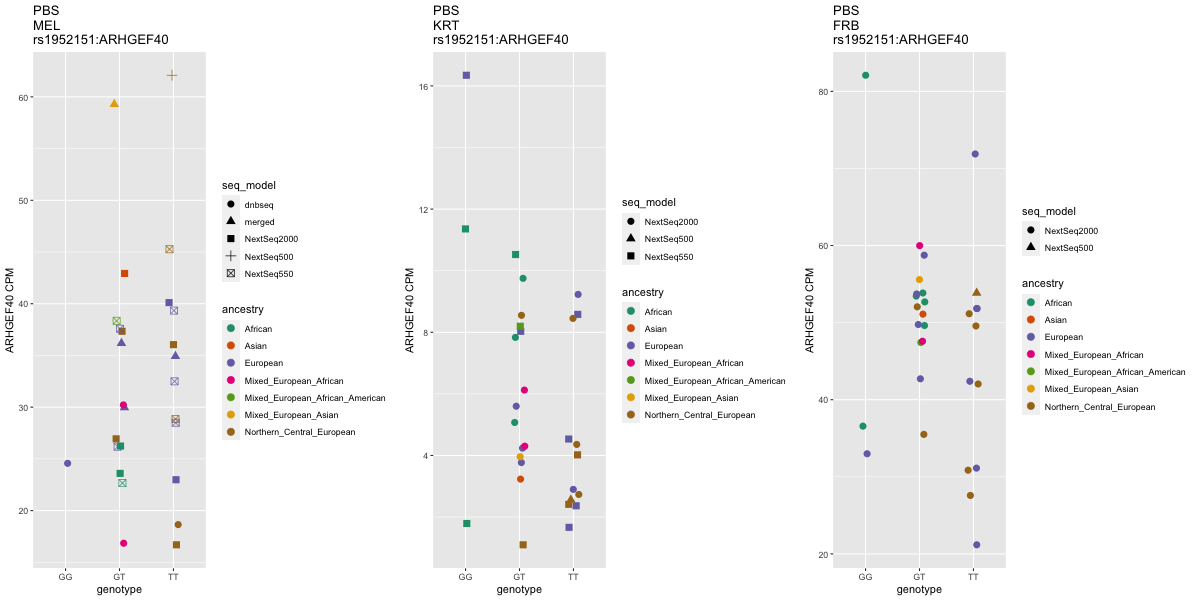 PBS
MEL
rs1952151:ARHGEF40
ARHGEF40 CPM
60
50
40
30
20
GG
GT
TT
genotype
seq_model
dnbseq
merged
NextSeq2000
NextSeq500
NextSeq550
ancestry
African
Asian
European
Mixed_European_African
Mixed_European_African_American
Mixed_European_Asian
Northern_Central_European
PBS
KRT
rs1952151:ARHGEF40
ARHGEF40 CPM
16
12
8
4
GG
GT
TT
genotype
seq_model
NextSeq2000
NextSeq500
NextSeq550
ancestry
African
Asian
European
Mixed_European_African
Mixed_European_African_American
Mixed_European_Asian
Northern_Central_European
PBS
FRB
rs1952151:ARHGEF40
ARHGEF40 CPM
80
60
40
20
GG
GT
TT
genotype
seq_model
NextSeq2000
NextSeq500
ancestry
African
Asian
European
Mixed_European_African
Mixed_European_African_American
Mixed_European_Asian
Northern_Central_European